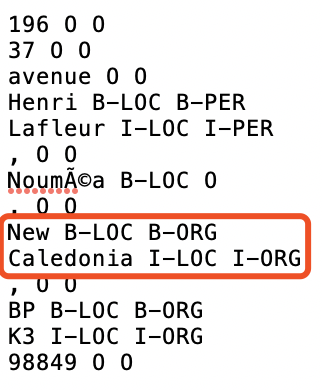 196 O O
37 O O
avenue O O
Henri B-LOC B-PER
Lafleur I-LOC I-PER
, O O
NoumÃ©a B-LOC O
, O O
New B-LOC B-ORG
Caledonia I-LOC I-ORG
, O O
BP B-LOC B-ORG
K3 I-LOC I-ORG
98849 O O